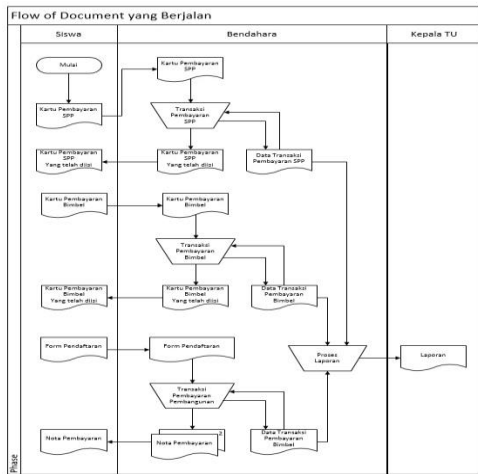 Flow of Document yang Berjalan
Siswa
Bendahara
Kepala TU
Mulai
Kartu Pembayaran
SPP
Kartu Pembayaran
SPP
Transaksi
Pembayaran
SPP
Kartu Pembayaran
SPP
Yang telah diisi
Kartu Pembayaran
SPP
Yang telah diisi
Data Transaksi
Pembayaran SPP
Kartu Pembayaran
Bimbel
Kartu Pembayaran
Bimbel
Transaksi
Pembayaran
Bimbel
Kartu Pembayaran
Bimbel
Yang telah diisi
Kartu Pembayaran
Bimbel
Yang telah diisi
Data Transaksi
Pembayaran
Bimbel
Form Pendaftaran
Form Pendaftaran
Proses
Laporan
Laporan
Transaksi
Pembayaran
Pembangunan
Nota Pembayaran
2
Nota Pembayaran
Data Transaksi
Pembayaran
Bimbel
Phase